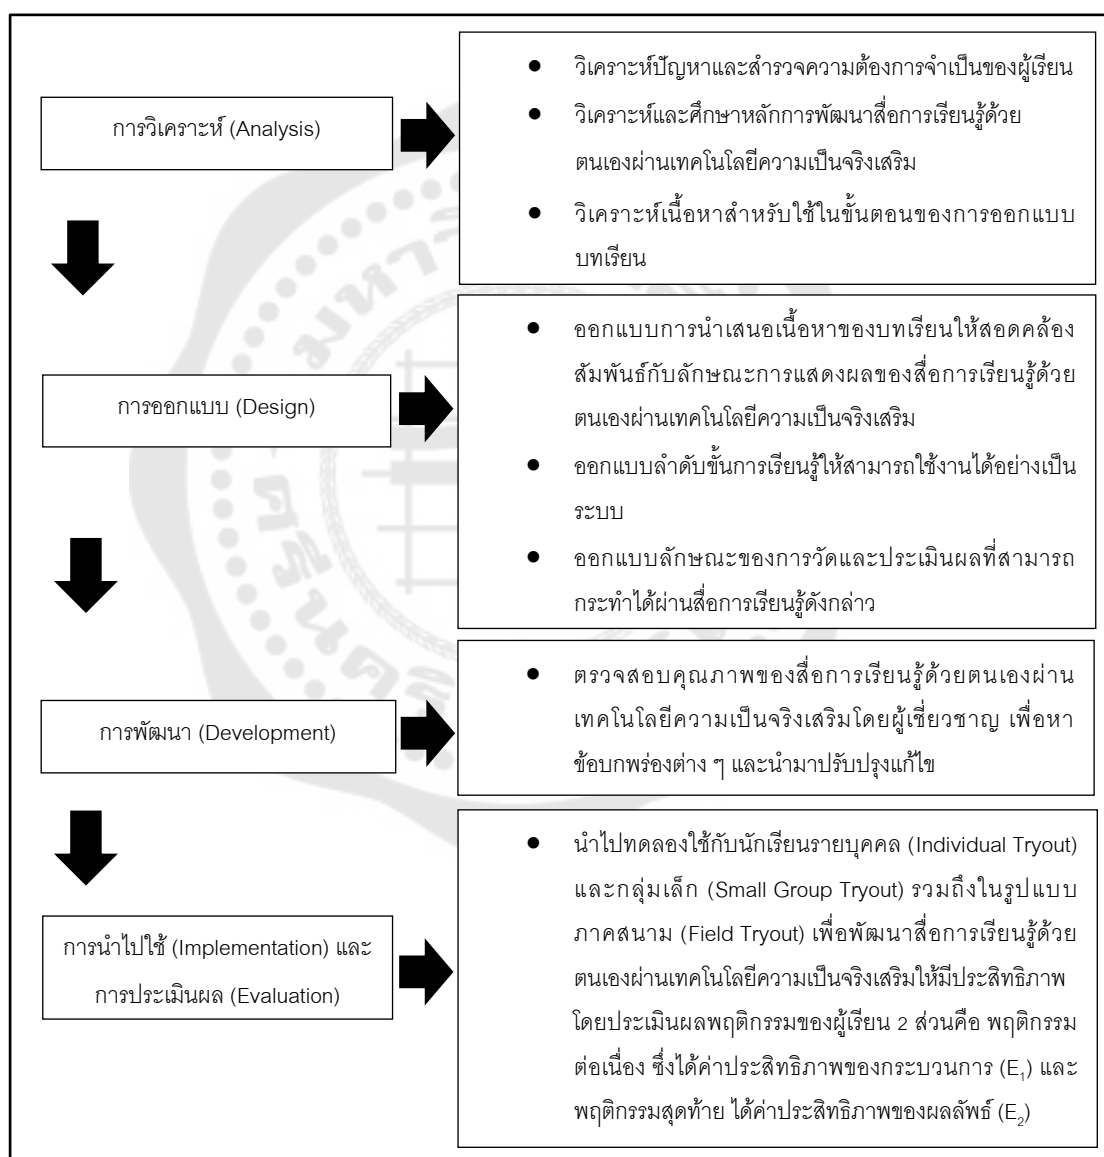 การวิเคราะห์ (Analysis)
● วิเคราะห์ปัญหาและสำรวจความต้องการจำเป็นของผู้เรียน
● วิเคราะห์และศึกษาหลักการพัฒนาสื่อการเรียนรู้ด้วย
ตนเองผ่านเทคโนโลยีความเป็นจริงเสริม
● วิเคราะห์เนื้อหาสำหรับใช้ในขั้นตอนของการออกแบบ
บทเรียน
การออกแบบ (Design)
● ออกแบบการนำเสนอเนื้อหาของบทเรียนให้สอดคล้อง
สัมพันธ์กับลักษณะการแสดงผลของสื่อการเรียนรู้ด้วย
ตนเองผ่านเทคโนโลยีความเป็นจริงเสริม
● ออกแบบลำดับขั้นการเรียนรู้ให้สามารถใช้งานได้อย่างเป็น
ระบบ
● ออกแบบลักษณะของการวัดและประเมินผลที่สามารถ
กระทำได้ผ่านสื่อการเรียนรู้ดังกล่าว
การพัฒนา (Development)
● ตรวจสอบคุณภาพของสื่อการเรียนรู้ด้วยตนเองผ่าน
เทคโนโลยีความเป็นจริงเสริมโดยผู้เชี่ยวชาญ เพื่อหา
ข้อบกพร่องต่าง ๆ และนำมาปรับปรุงแก้ไข
การนำไปใช้ (Implementation) และ
การประเมินผล (Evaluation)
● นำไปทดลองใช้กับนักเรียนรายบุคคล (Individual Tryout)
และกลุ่มเล็ก (Small Group Tryout) รวมถึงในรูปแบบ
ภาคสนาม (Field Tryout) เพื่อพัฒนาสื่อการเรียนรู้ด้วย
ตนเองผ่านเทคโนโลยีความเป็นจริงเสริมให้มีประสิทธิภาพ
โดยประเมินผลพฤติกรรมของผู้เรียน 2 ส่วนคือ พฤติกรรม
ต่อเนื่อง ซึ่งได้ค่าประสิทธิภาพของกระบวนการ (E₁) และ
พฤติกรรมสุดท้าย ได้ค่าประสิทธิภาพของผลลัพธ์ (E₂)